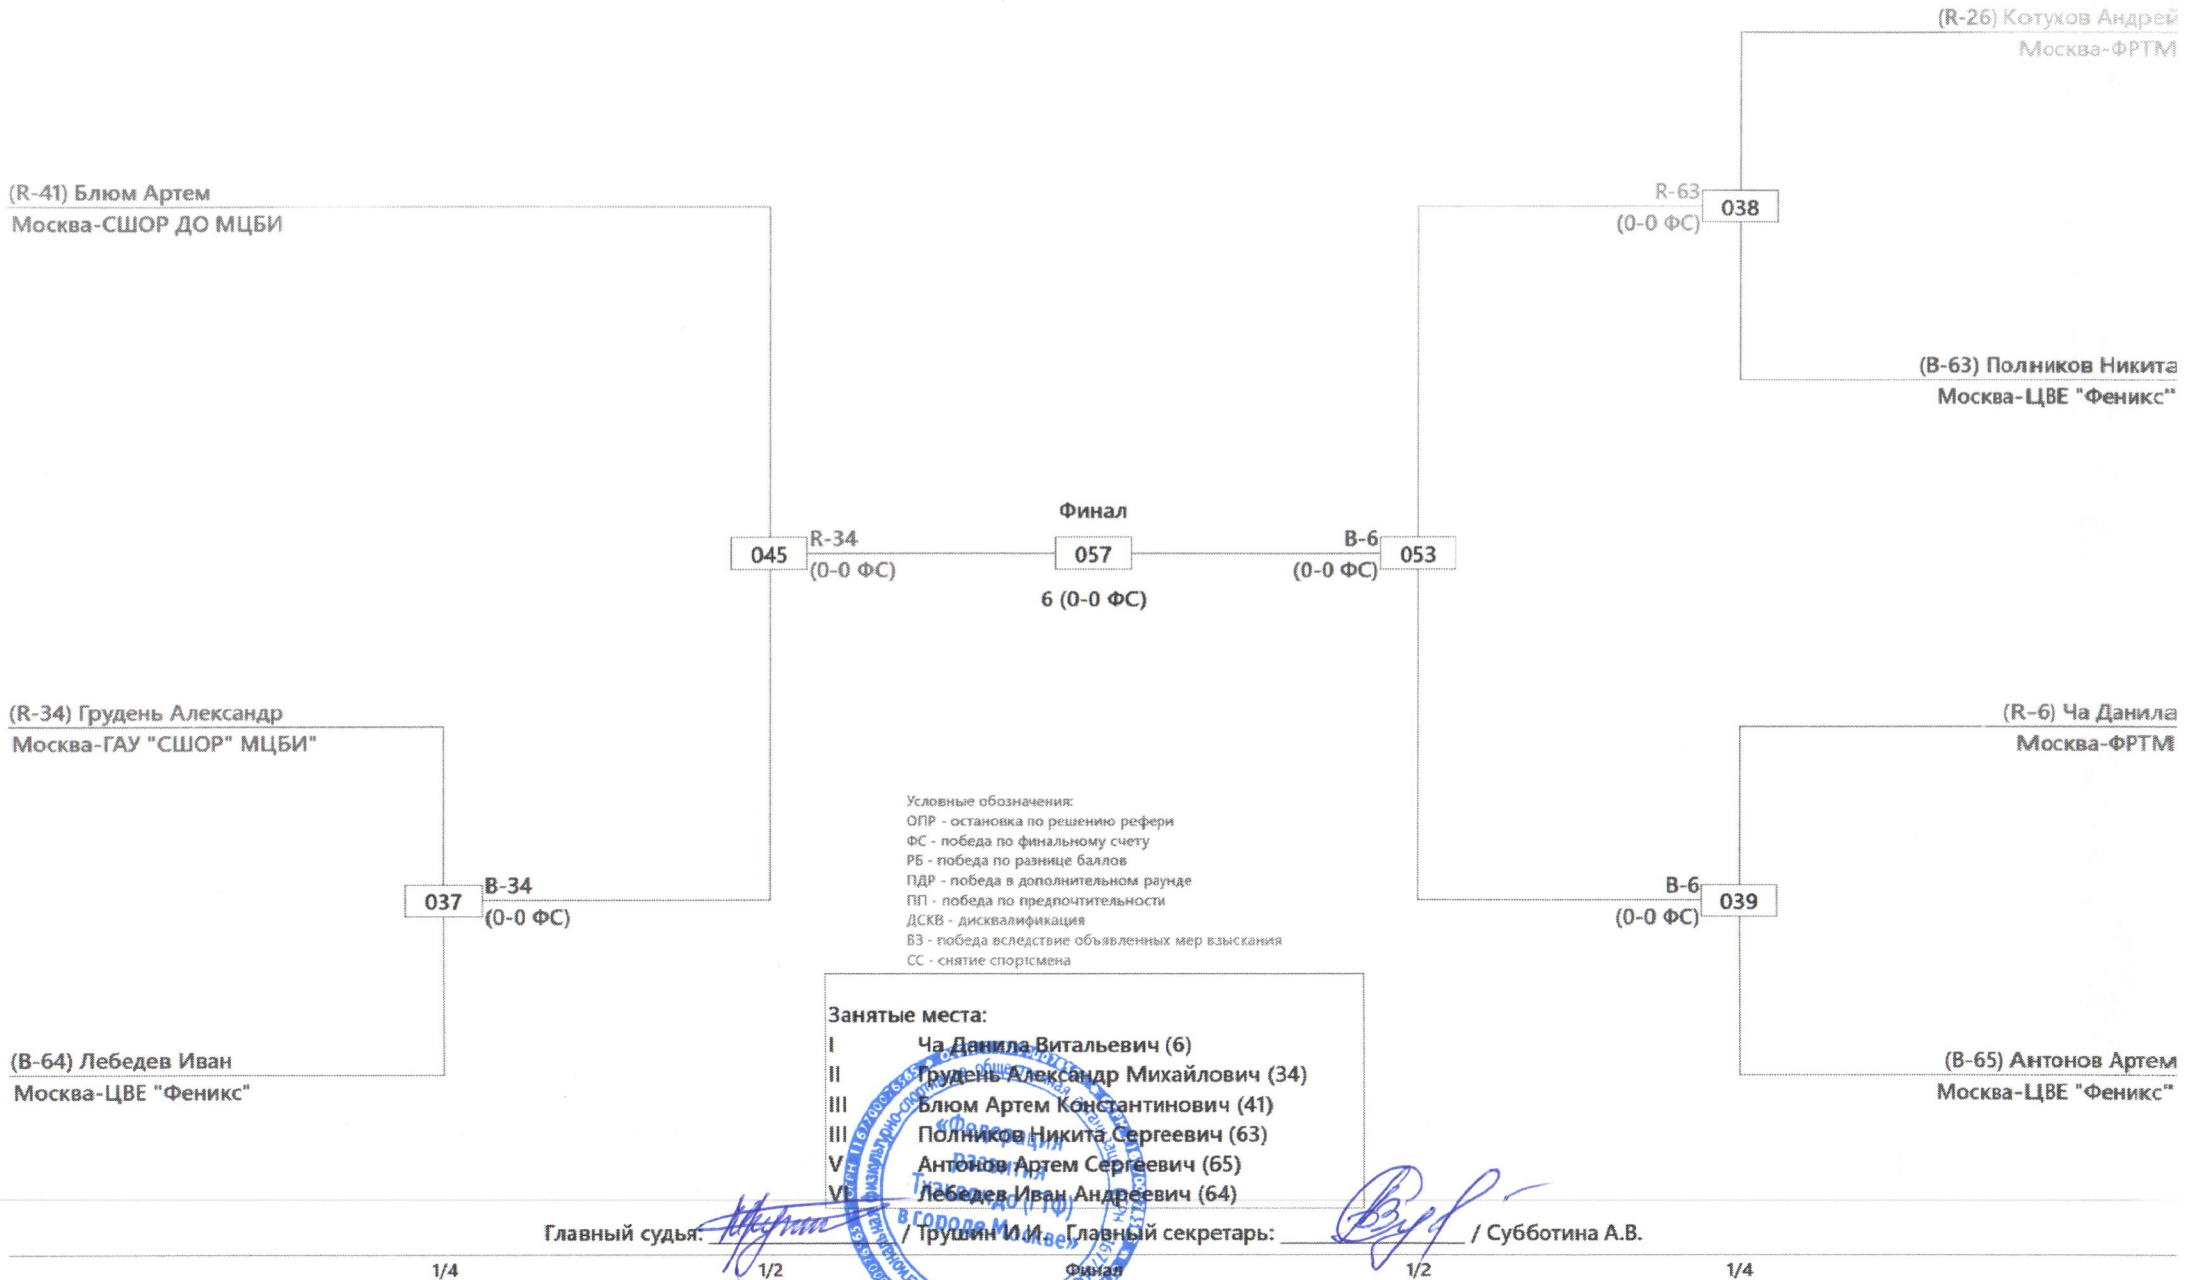 (R-26) Котухов Андрей
Москва-ФРТМ
(R-41) Блюм Артем
Москва-СШОР ДО МЦБИ
R-63
(0-0 ФС)
038
(B-63) Полников Никита
Москва-ЦВЕ "Феникс"
Финал
045
R-34
(0-0 ФС)
057
B-6
(0-0 ФС)
053
6 (0-0 ФС)
(R-34) Грудень Александр
Москва-ГАУ "СШОР" МЦБИ"
(R-6) Ча Данила
Москва-ФРТМ
Условные обозначения:
ОПР - остановка по решению рефери
ФС - победа по финальному счету
РБ - победа по разнице баллов
ПДР - победа в дополнительном раунде
ПП - победа по предпочтительности
ДСКВ - дисквалификация
ВЗ - победа вследствие объявленных мер взыскания
СС - снятие спортсмена
037
B-34
(0-0 ФС)
B-6
(0-0 ФС)
039
(B-64) Лебедев Иван
Москва-ЦВЕ "Феникс"
(B-65) Антонов Артем
Москва-ЦВЕ "Феникс"
Занятые места:
I Ча Данила Витальевич (6)
II Грудень Александр Михайлович (34)
III Блюм Артем Константинович (41)
III Полников Никита Сергеевич (63)
V Антонов Артем Сергеевич (65)
VI Лебедев Иван Андреевич (64)
«Федерация
развития
Тхэквондо (ГТФ)
в городе Москве»
Главный судья: / Трушин И.И. Главный секретарь: / Субботина А.В.
1/4 1/2 Финал 1/2 1/4